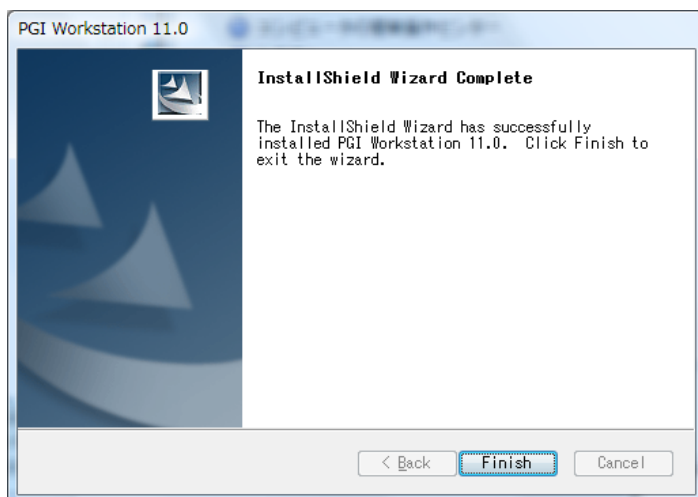 PGI Workstation 11.0
InstallShield Wizard Complete
The InstallShield Wizard has successfully
installed PGI Workstation 11.0.  Click Finish to
exit the wizard.
< Back
Finish
Cancel